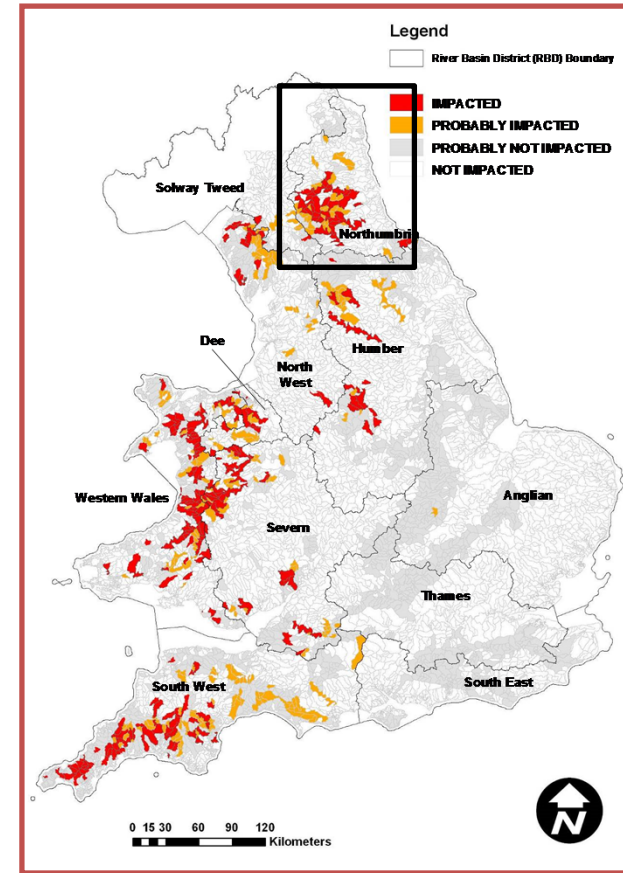 Legend
River Basin District (RBD) Boundary
IMPACTED
PROBABLY IMPACTED
PROBABLY NOT IMPACTED
NOT IMPACTED
Solway Tweed
Northumbria
Dee
North
West
Humber
Western Wales
Severn
Anglian
Thames
South West
South East
0 15 30 60 90 120
Kilometers
N